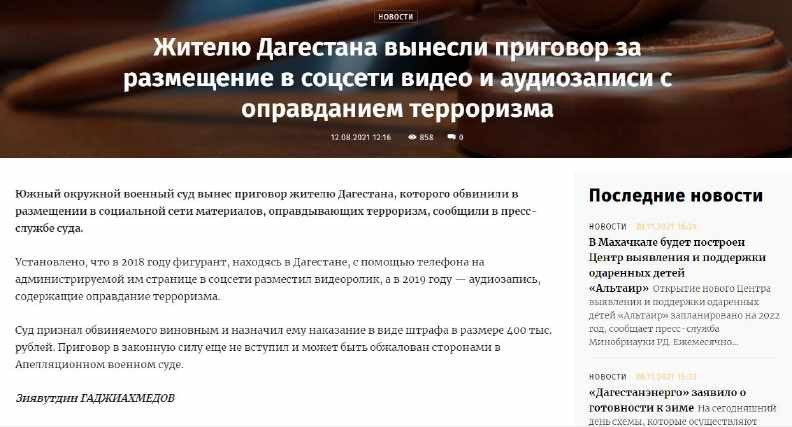 НОВОСТИ
Жителю Дагестана вынесли приговор за
размещение в соцсети видео и аудиозаписи с
оправданием терроризма
12.08.2021 12:16 858 0
Южный окружной военный суд вынес приговор жителю Дагестана, которого обвинили в
размещении в социальной сети материалов, оправдывающих терроризм, сообщили в пресс-
службе суда.
Установлено, что в 2018 году фигурант, находясь в Дагестане, с помощью телефона на
администрируемой им странице в соцсети разместил видеоролик, а в 2019 году — аудиозапись,
содержащие оправдание терроризма.
Суд признал обвиняемого виновным и назначил ему наказание в виде штрафа в размере 400 тыс.
рублей. Приговор в законную силу еще не вступил и может быть обжалован сторонами в
Апелляционном военном суде.
Зиявутдин ГАДЖИАХМЕДОВ
Последние новости
НОВОСТИ
В Махачкале будет построен
Центр выявления и поддержки
одаренных детей
«Альтаир» Открытие нового Центра
выявления и поддержки одаренных
детей «Альтаир» запланировано на 2022
год, сообщает пресс-служба
Минобрнауки РД. Ежемесячно...
НОВОСТИ
«Дагестанэнерго» заявило о
готовности к зиме На сегодняшний
день схемы, которые осуществляют